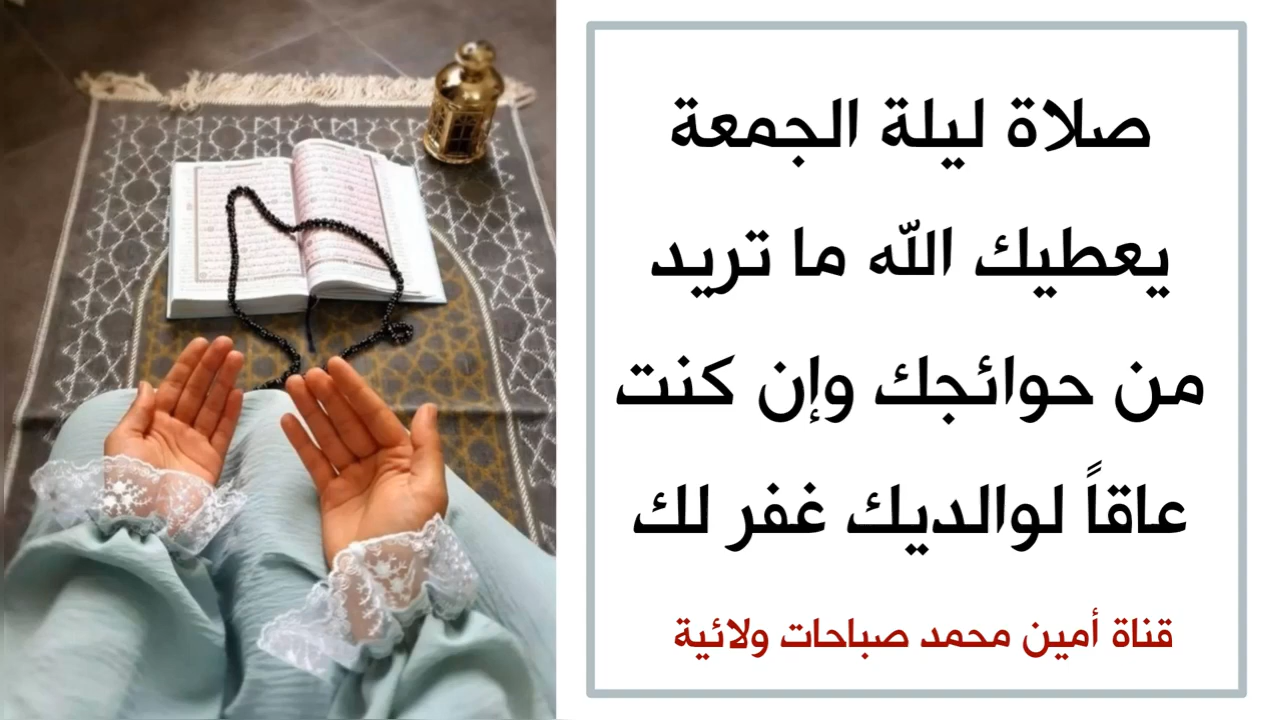 صلاة ليلة الجمعة
يعطيك الله ما تريد
من حوائجك وإن كنت
عاقاً لوالديك غفر لك
قناة أمين محمد صباحات ولائية